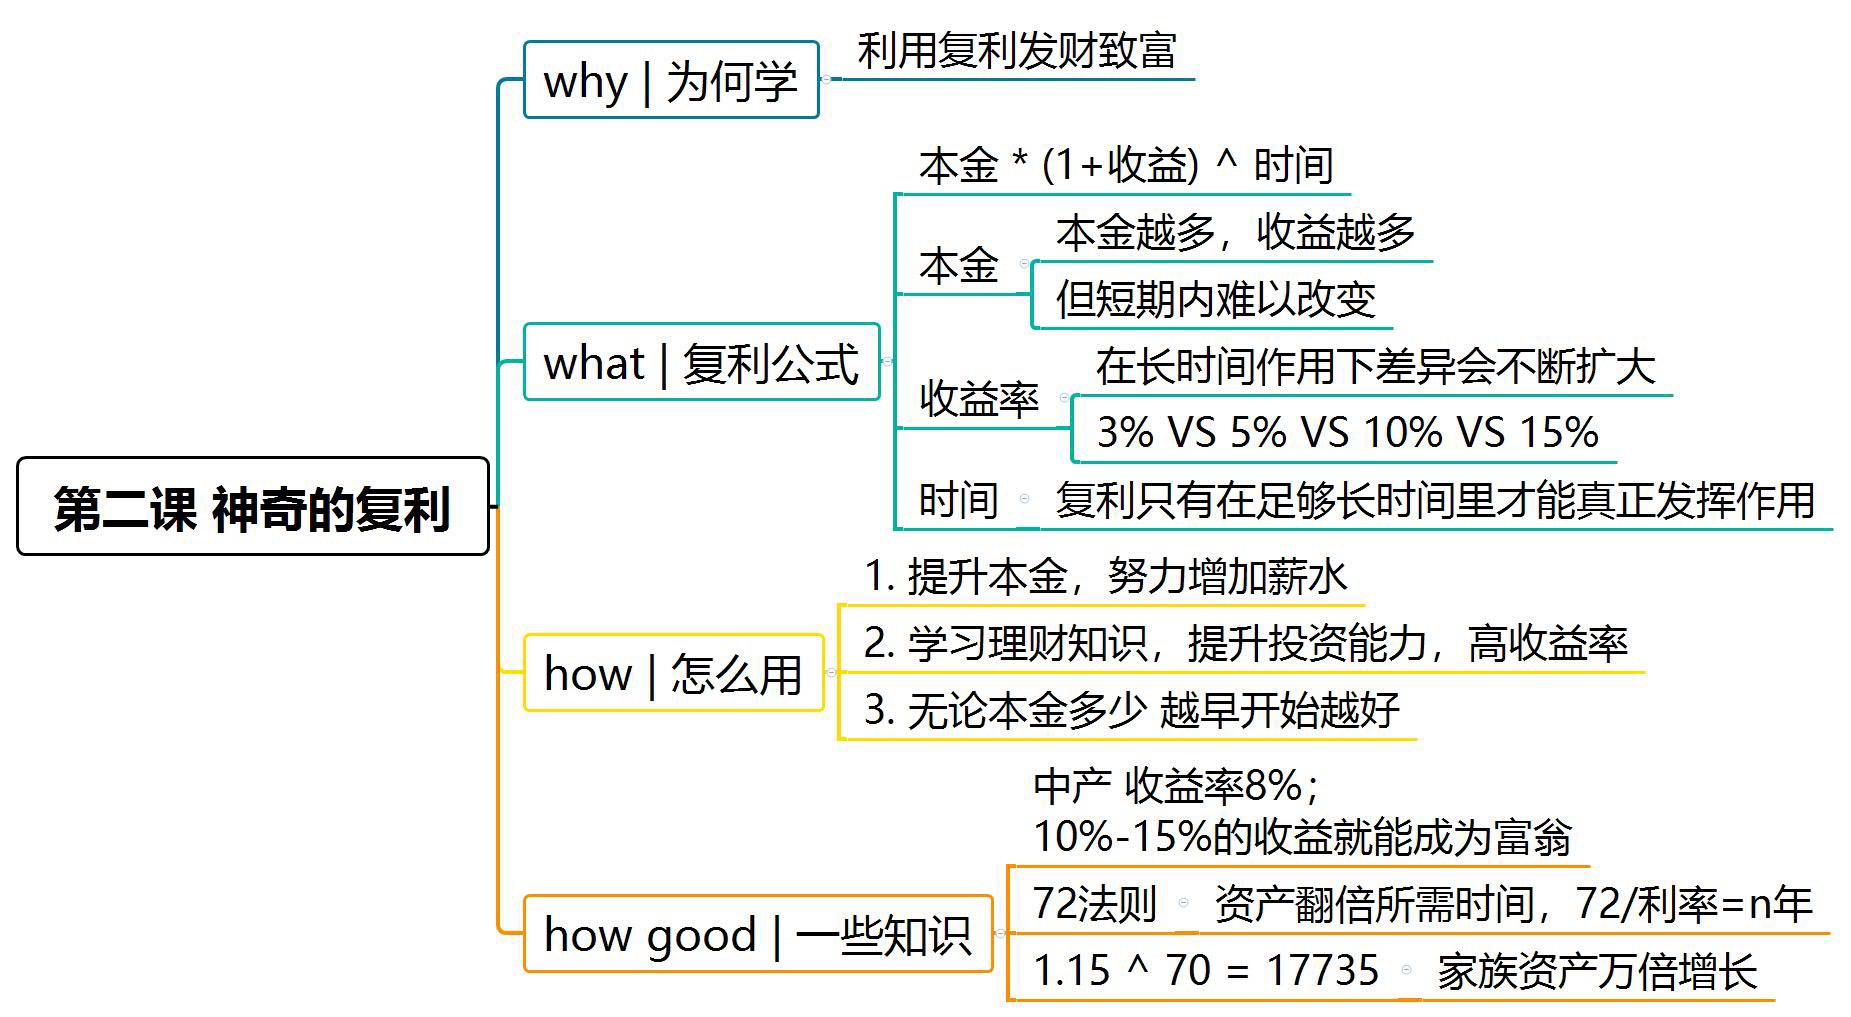 第二课 神奇的复利
why | 为何学
利用复利发财致富
what | 复利公式
本金 * (1+收益) ^ 时间
本金
本金越多，收益越多
但短期内难以改变
收益率
在长时间作用下差异会不断扩大
3% VS 5% VS 10% VS 15%
时间
复利只有在足够长时间里才能真正发挥作用
how | 怎么用
1. 提升本金，努力增加薪水
2. 学习理财知识，提升投资能力，高收益率
3. 无论本金多少 越早开始越好
how good | 一些知识
中产 收益率8%；
10%-15%的收益就能成为富翁
72法则
资产翻倍所需时间，72/利率=n年
1.15 ^ 70 = 17735
家族资产万倍增长